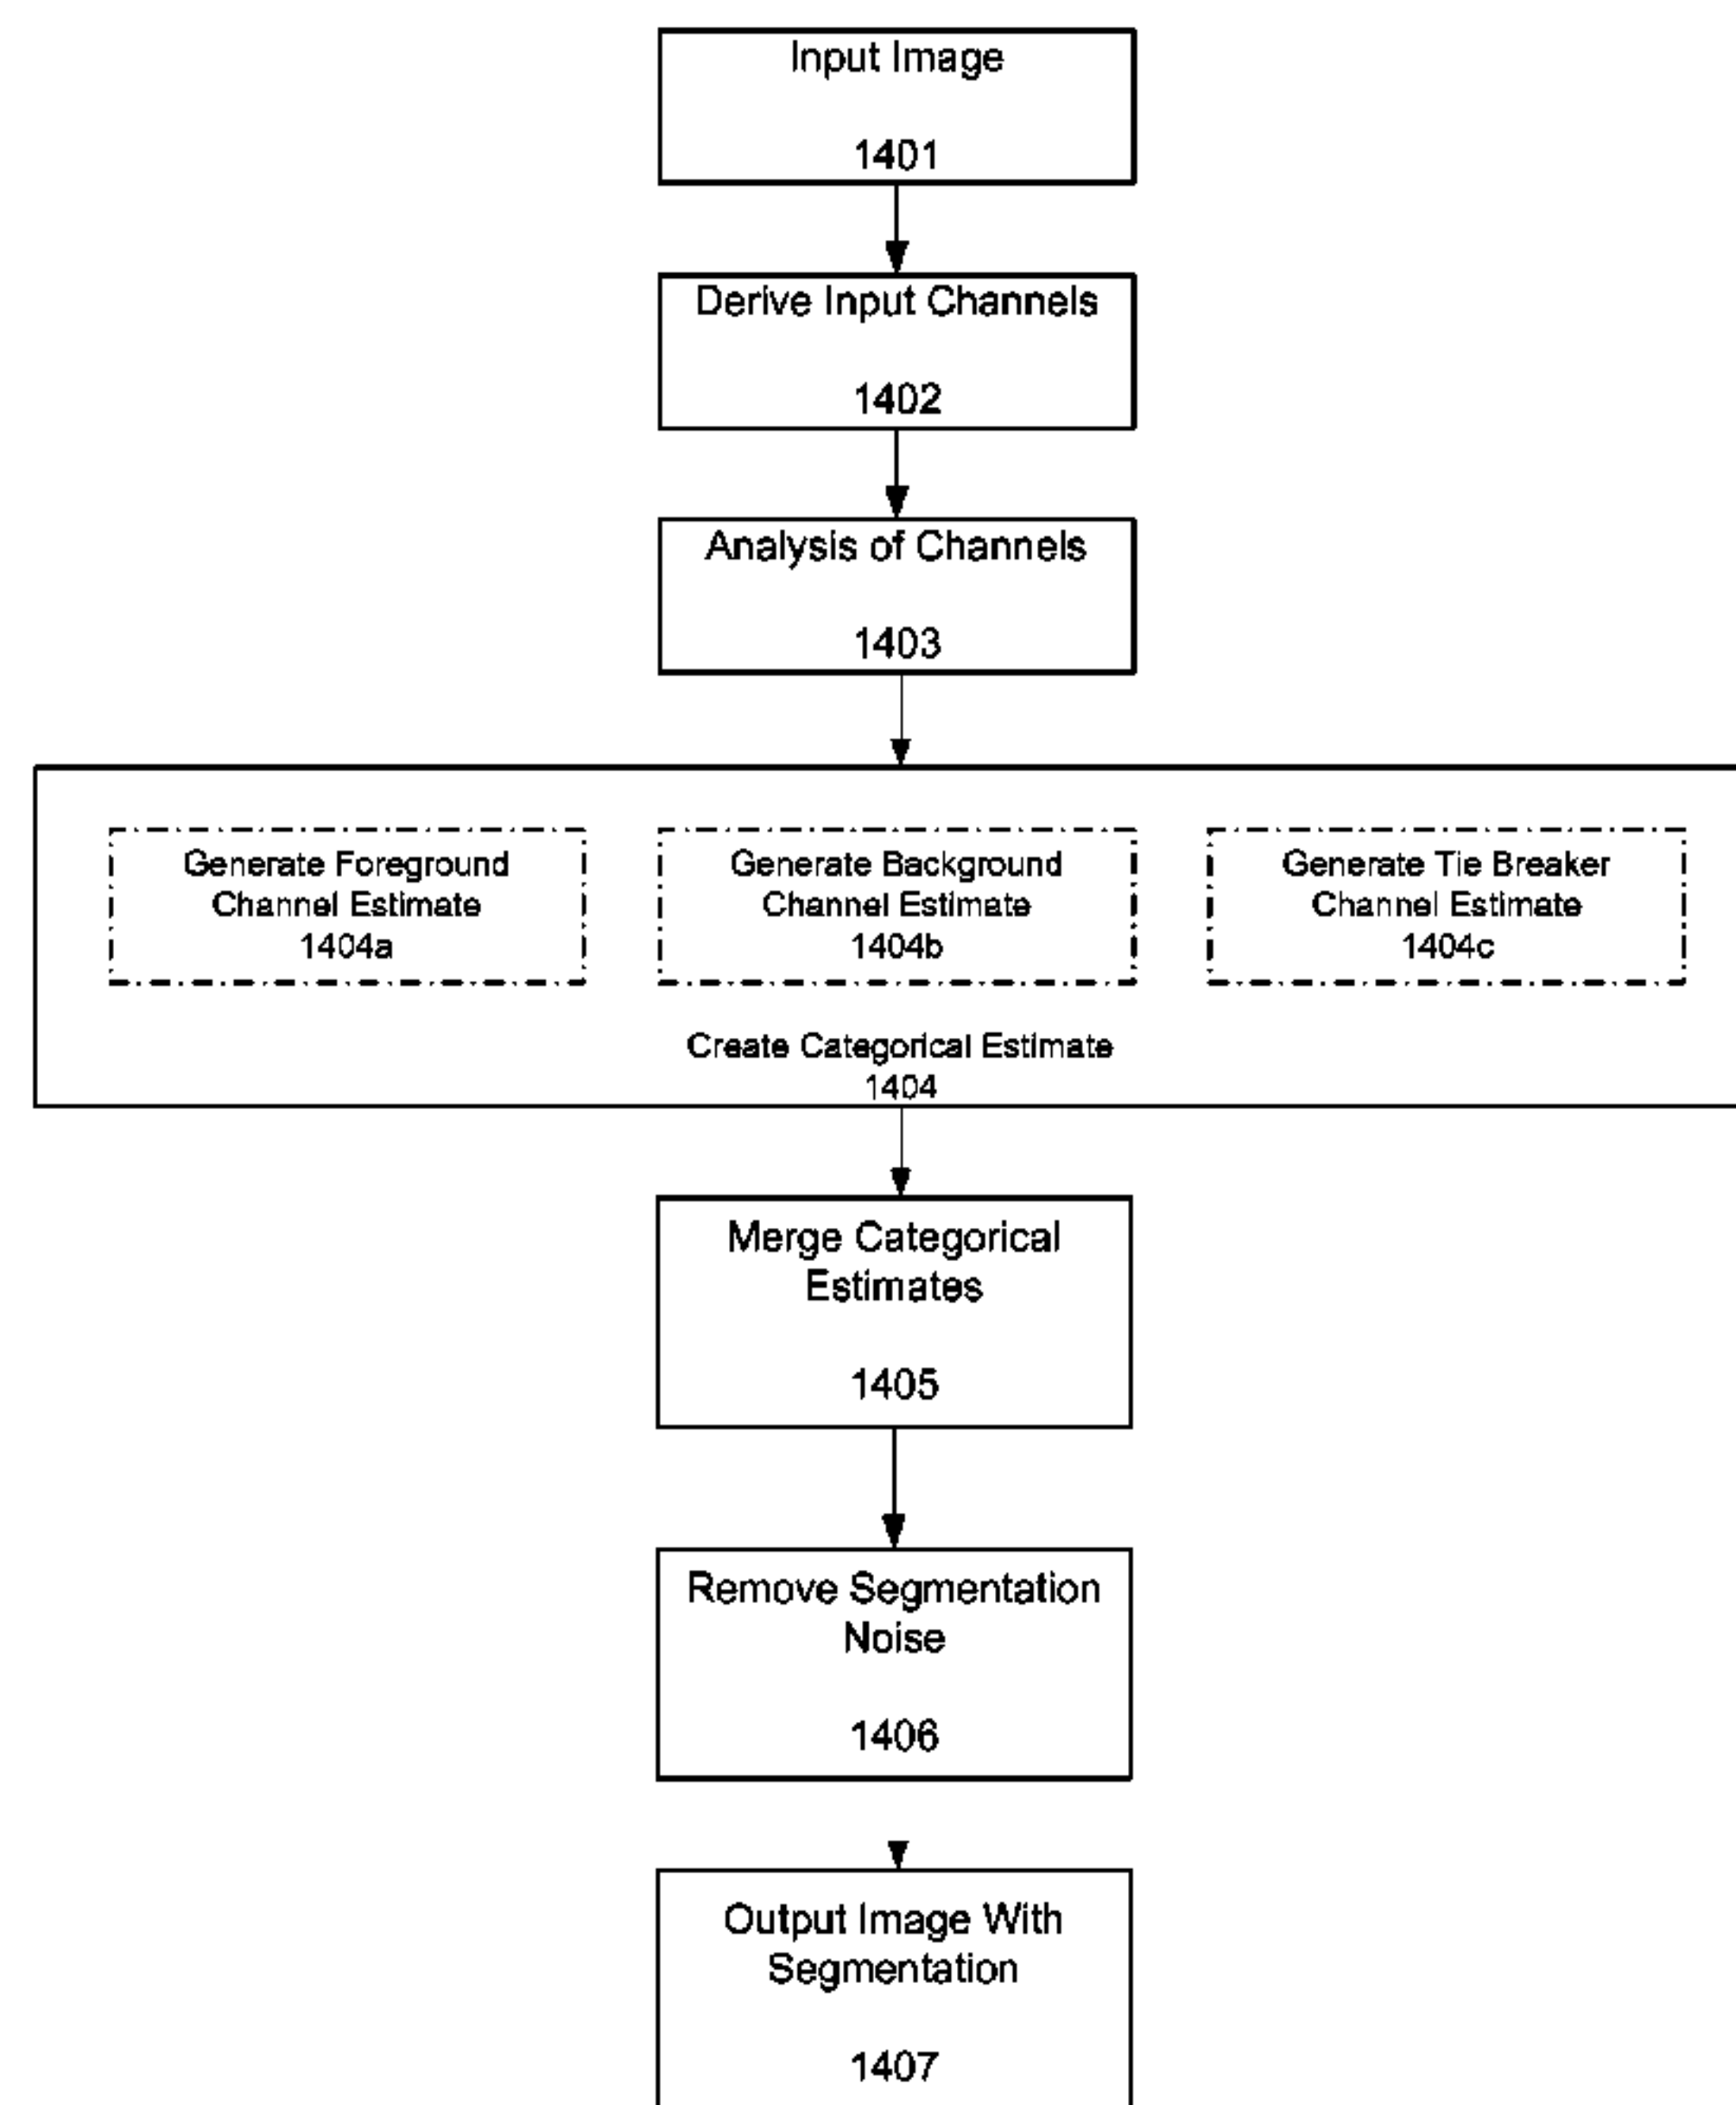 Input Image
1401
Derive Input Channels
1402
Analysis of Channels
1403
Generate Foreground
Channel Estimate
1404a
Generate Background
Channel Estimate
1404b
Generate Tie Breaker
Channel Estimate
1404c
Create Categorical Estimate
1404
Merge Categorical
Estimates
1405
Remove Segmentation
Noise
1406
Output Image With
Segmentation
1407